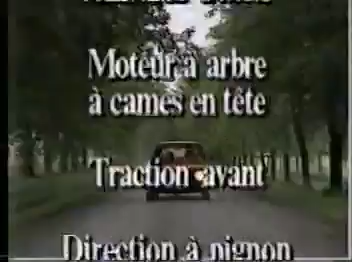 Moteur à arbre
à cames en tête
Traction avant
Direction à pignon